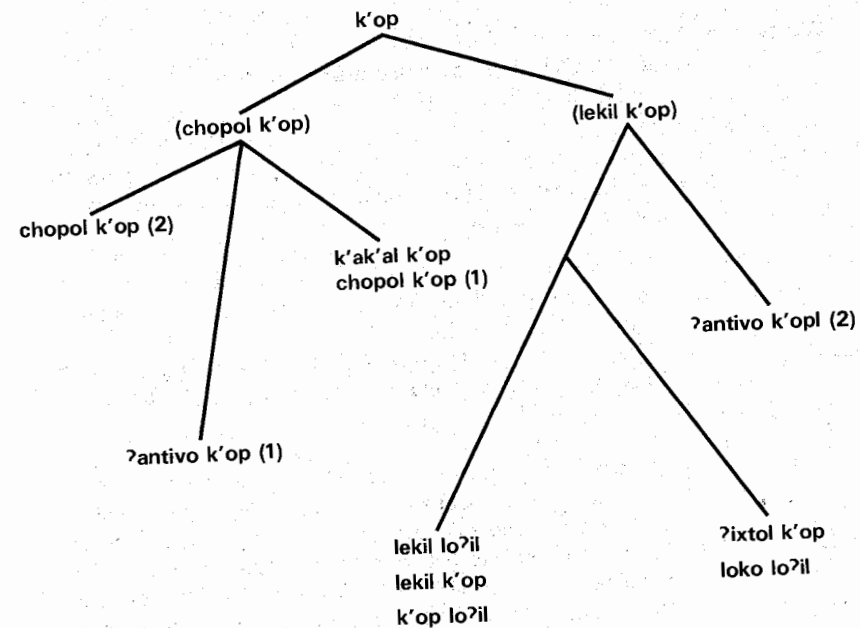 k'op
(chopol k'op)
(lekil k'op)
chopol k'op (2)
k'ak'al k'op
chopol k'op (1)
ʔantivo k'opl (2)
ʔantivo k'op (1)
lekil loʔil
lekil k'op
k'op loʔil
ʔixtol k'op
loko loʔil